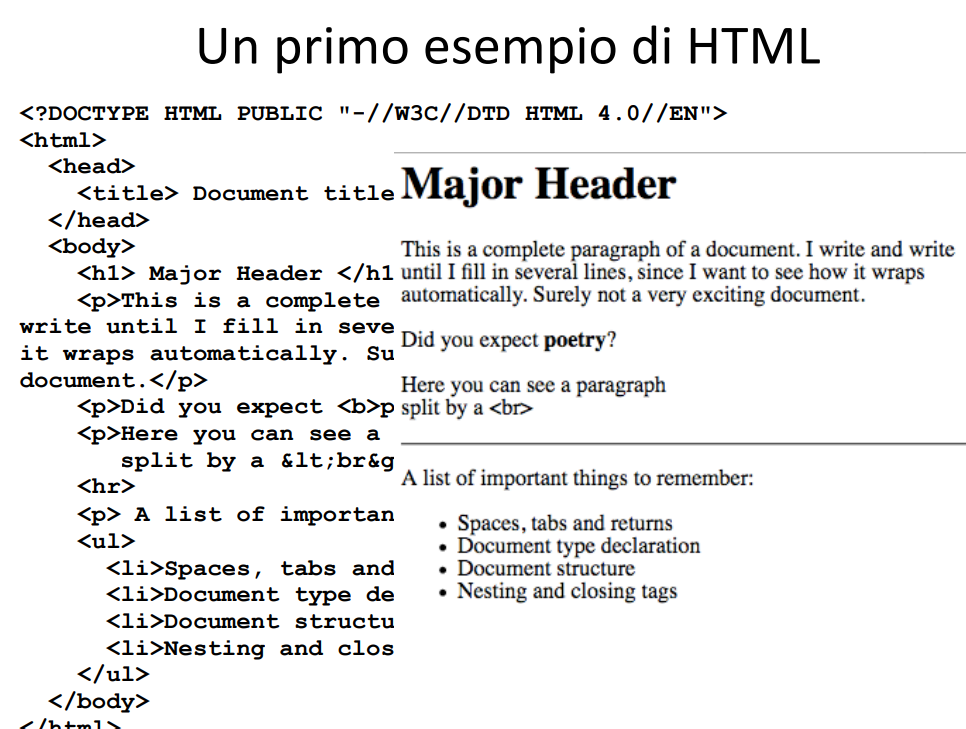 Un primo esempio di HTML
<?DOCTYPE HTML PUBLIC "-//W3C//DTD HTML 4.0//EN">
<html>
<head>
<title> Document title
</head>
<body>
<h1> Major Header </h1
<p>This is a complete
write until I fill in seve
it wraps automatically. Su
document.</p>
<p>Did you expect <b>p
<p>Here you can see a
split by a &lt;br&g
<hr>
<p> A list of importan
<ul>
<li>Spaces, tabs and
<li>Document type de
<li>Document structu
<li>Nesting and clos
</ul>
</body>
</html>
Major Header
This is a complete paragraph of a document. I write and write
until I fill in several lines, since I want to see how it wraps
automatically. Surely not a very exciting document.
Did you expect poetry?
Here you can see a paragraph
split by a <br>
A list of important things to remember:
• Spaces, tabs and returns
• Document type declaration
• Document structure
• Nesting and closing tags